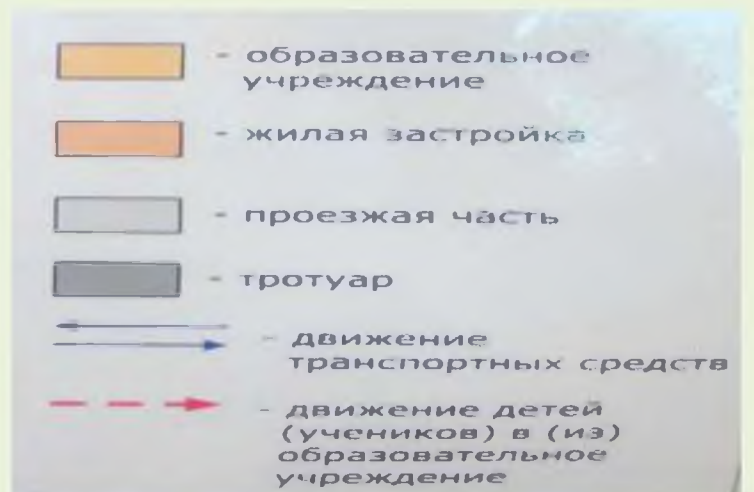 - образовательное
учреждение
- жилая застройка
- проезжая часть
- тротуар
- движение
транспортных средств
- движение детей
(учеников) в (из)
образовательное
учреждение